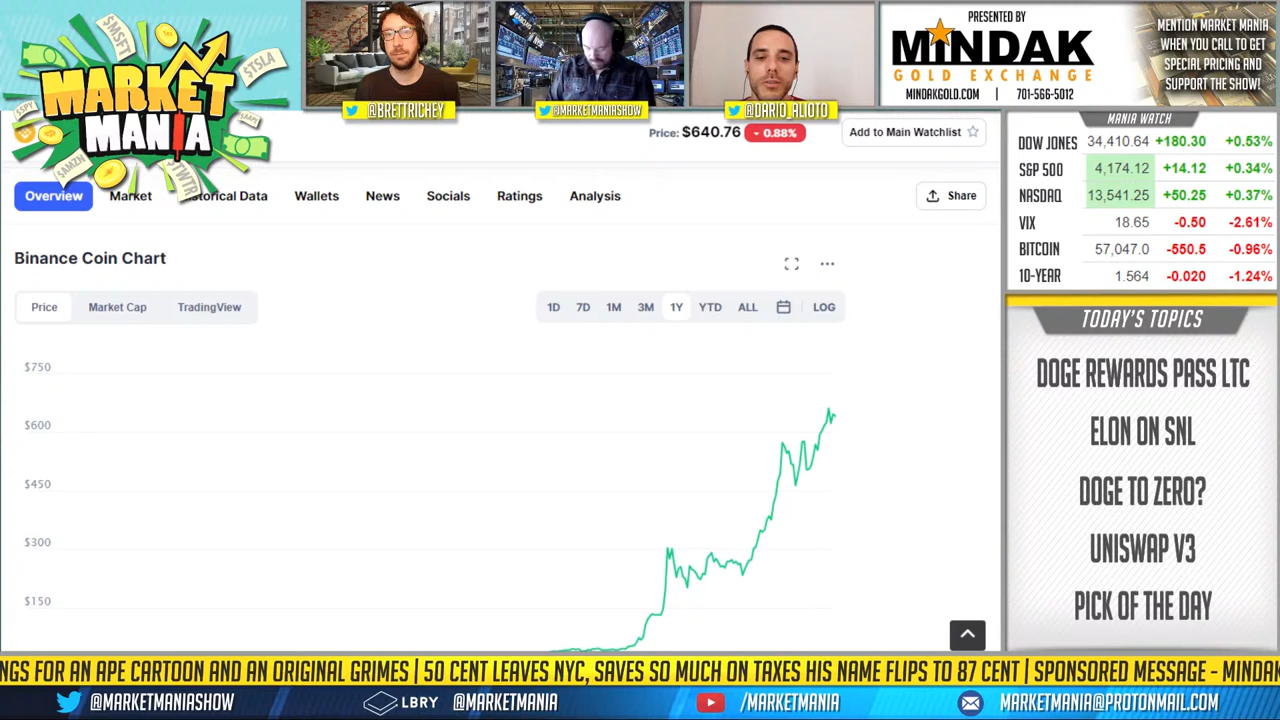 $MSFT
$TSLA
$SPY
$AAPL
$AMZN
$TWTR
MARKET
MANIA
@BRETTRICHEY
@MARKETMANIASHOW
@DARIO_ALIOTO
PRESENTED BY
MINDAK
GOLD EXCHANGE
MINDAKGOLD.COM | 701-566-5012
MENTION MARKET MANIA
WHEN YOU CALL TO GET
SPECIAL PRICING AND
SUPPORT THE SHOW!
Price: $640.76 0.88%
Add to Main Watchlist
Overview Market Historical Data Wallets News Socials Ratings Analysis
Share
Binance Coin Chart
Price Market Cap TradingView
1D 7D 1M 3M 1Y YTD ALL LOG
$750
$600
$450
$300
$150
MANIA WATCH
DOW JONES 34,410.64 +180.30 +0.53%
S&P 500 4,174.12 +14.12 +0.34%
NASDAQ 13,541.25 +50.25 +0.37%
VIX 18.65 -0.50 -2.61%
BITCOIN 57,047.0 -550.5 -0.96%
10-YEAR 1.564 -0.020 -1.24%
TODAY'S TOPICS
DOGE REWARDS PASS LTC
ELON ON SNL
DOGE TO ZERO?
UNISWAP V3
PICK OF THE DAY
NGS FOR AN APE CARTOON AND AN ORIGINAL GRIMES | 50 CENT LEAVES NYC, SAVES SO MUCH ON TAXES HIS NAME FLIPS TO 87 CENT | SPONSORED MESSAGE - MINDAK
@MARKETMANIASHOW
LBRY @MARKETMANIA
/MARKETMANIA
MARKETMANIA@PROTONMAIL.COM